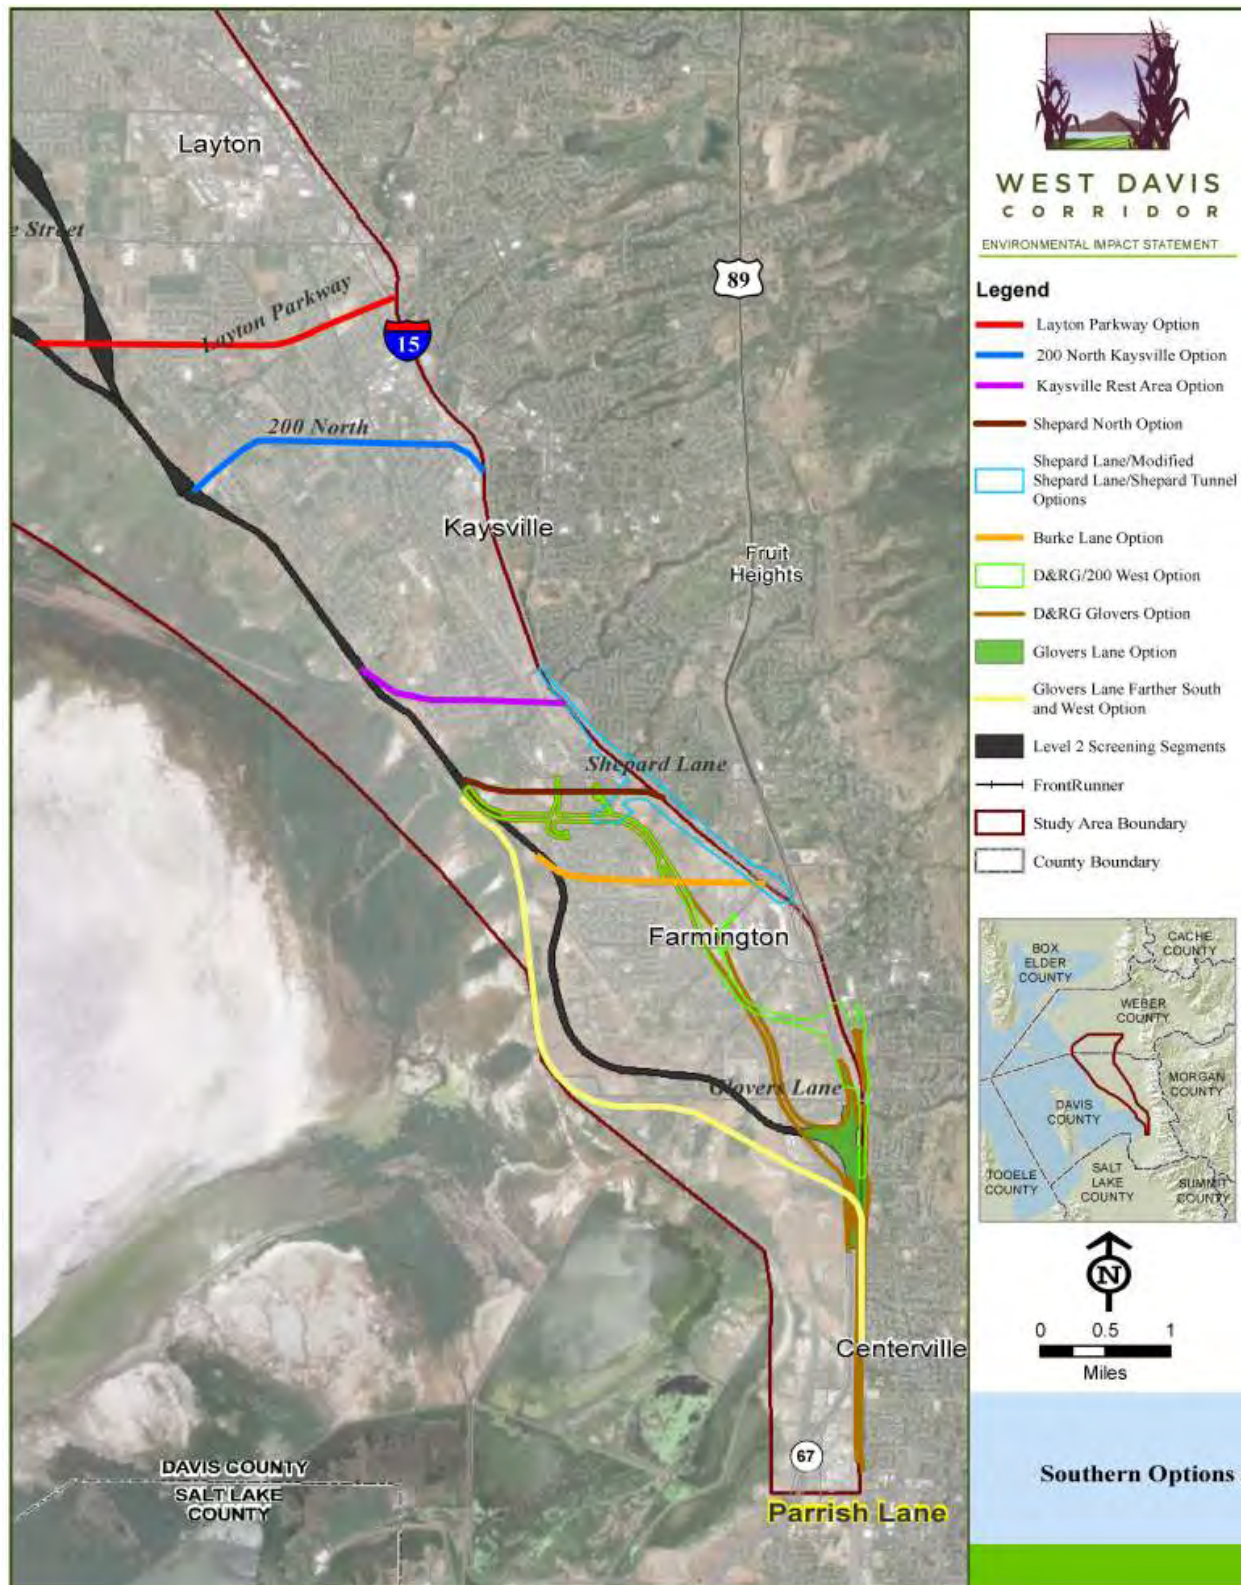 Layton
e Street
Layton Parkway
89
15
200 North
Kaysville
Fruit
Heights
Shepard Lane
Farmington
Glovers Lane
Centerville
67
Parrish Lane
DAVIS COUNTY
SALT LAKE
COUNTY
WEST DAVIS
CORRIDOR
ENVIRONMENTAL IMPACT STATEMENT
Legend
Layton Parkway Option
200 North Kaysville Option
Kaysville Rest Area Option
Shepard North Option
Shepard Lane/Modified
Shepard Lane/Shepard Tunnel
Options
Burke Lane Option
D&RG/200 West Option
D&RG Glovers Option
Glovers Lane Option
Glovers Lane Farther South
and West Option
Level 2 Screening Segments
FrontRunner
Study Area Boundary
County Boundary
BOX
ELDER
COUNTY
CACHE
COUNTY
WEBER
COUNTY
MORGAN
COUNTY
DAVIS
COUNTY
TOOELE
COUNTY
SALT
LAKE
COUNTY
SUMMIT
COUNTY
N
0 0.5 1
Miles
Southern Options